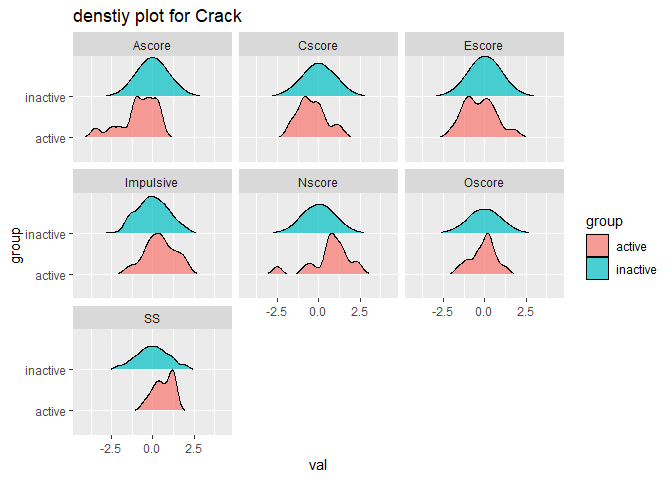 denstiy plot for Crack
Ascore
Cscore
Escore
inactive
active
Impulsive
Nscore
Oscore
inactive
active
-2.5 0.0 2.5
-2.5 0.0 2.5
SS
inactive
active
-2.5 0.0 2.5
val
group
group
active
inactive